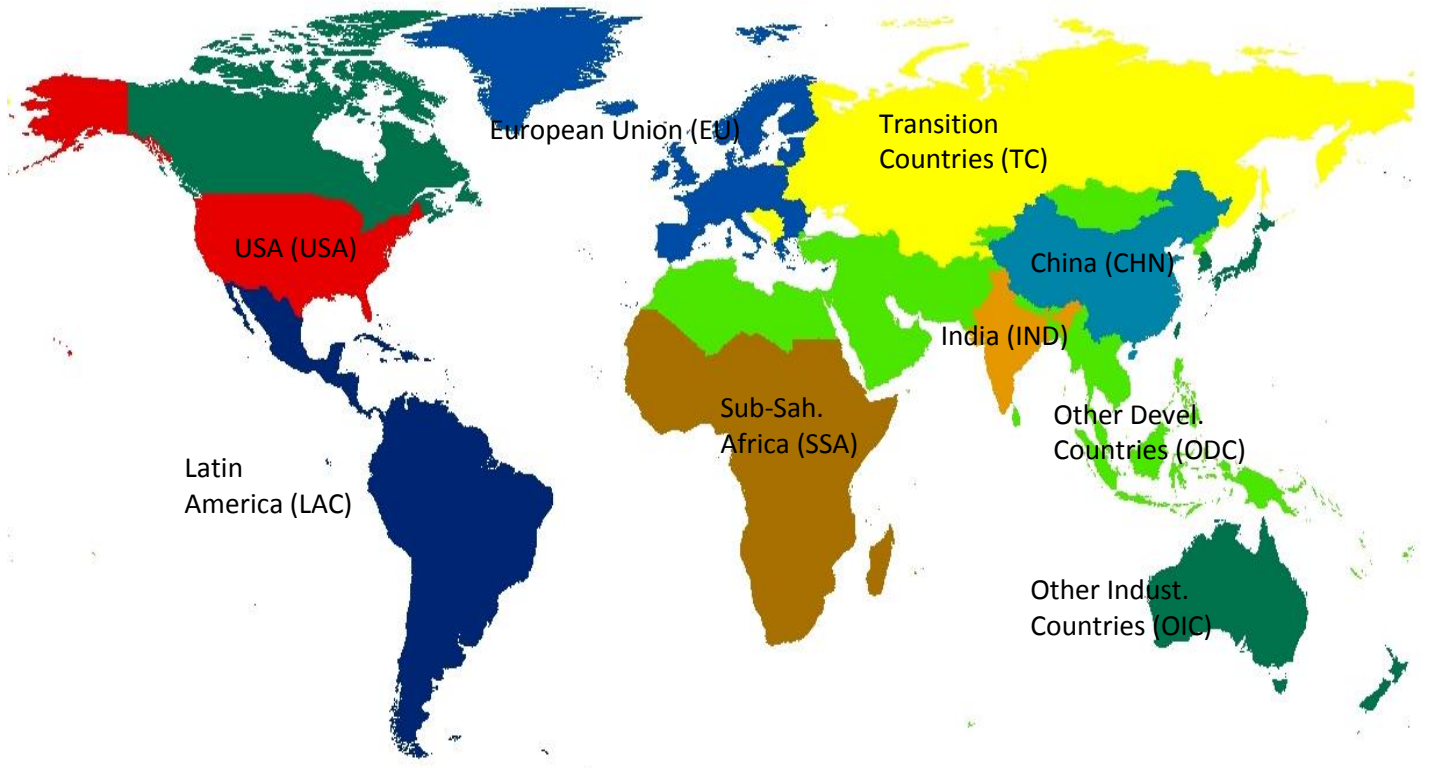 European Union (EU)
Transition
Countries (TC)
USA (USA)
China (CHN)
India (IND)
Sub-Sah.
Africa (SSA)
Other Devel.
Countries (ODC)
Latin
America (LAC)
Other Indust.
Countries (OIC)